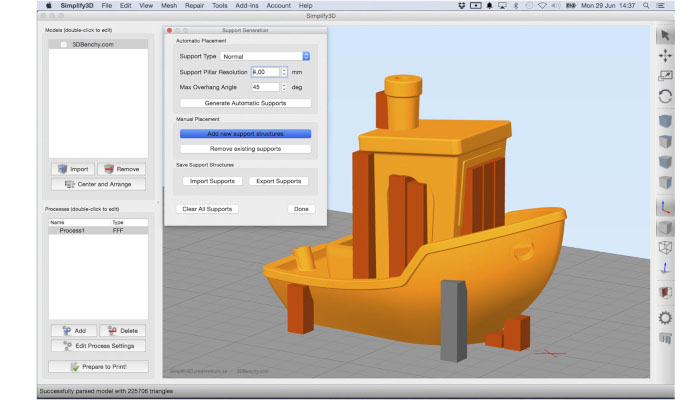 Simplify3D File Edit View Mesh Repair Tools Add-Ins Account Help Mon 29 Jun 14:37
Simplify3D
Models (double-click to edit)
3DBenchy.com
Import Remove
Center and Arrange
Processes (double-click to edit)
Name Type
Process1 FFF
Add Delete
Edit Process Settings
Prepare to Print!
Support Generation
Automatic Placement
Support Type Normal
Support Pillar Resolution 4,00 mm
Max Overhang Angle 45 deg
Generate Automatic Supports
Manual Placement
Add new support structures
Remove existing supports
Save Support Structures
Import Supports Export Supports
Clear All Supports Done
3DBenchy.com
Successfully parsed model with 225706 triangles